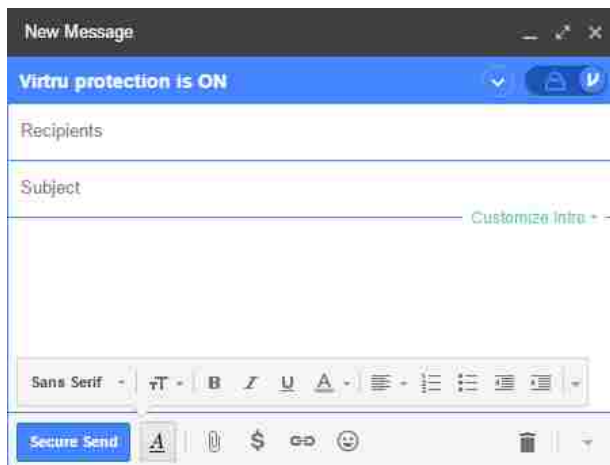 New Message
Virtru protection is ON
Recipients
Subject
Customize Intro
Sans Serif
Secure Send